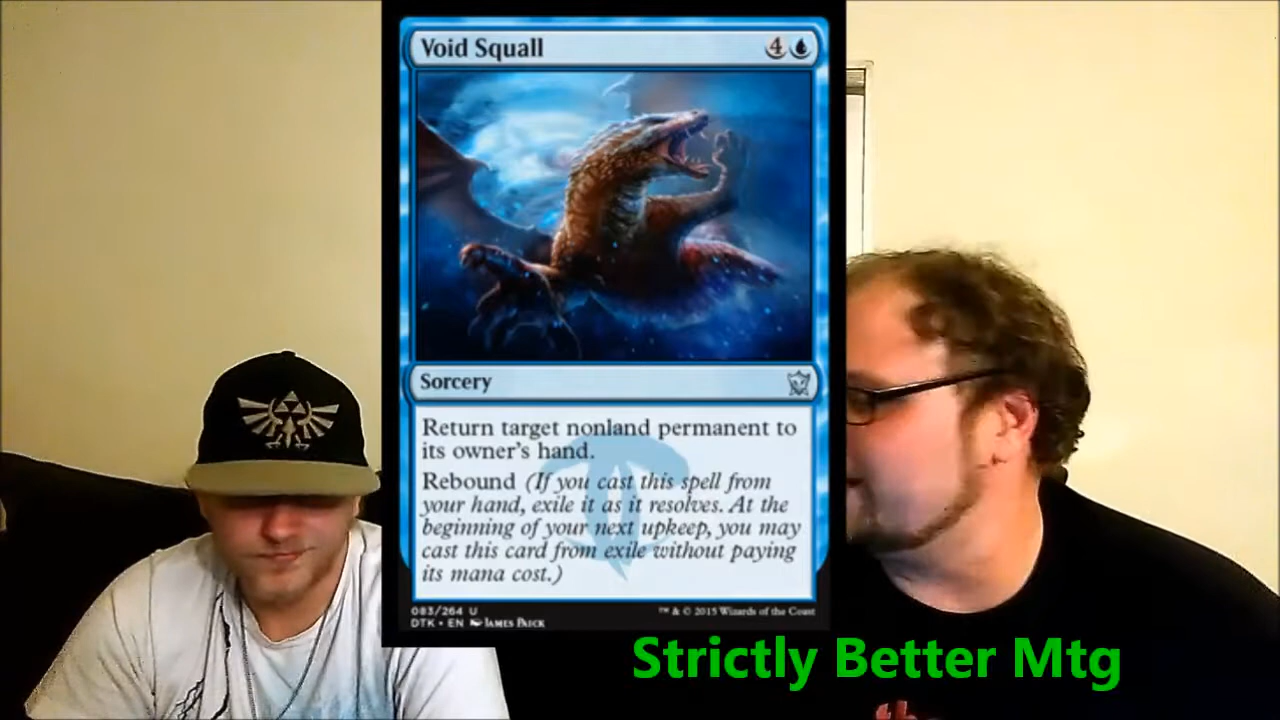 Void Squall 4
Sorcery
Return target nonland permanent to
its owner's hand.
Rebound (If you cast this spell from
your hand, exile it as it resolves. At the
beginning of your next upkeep, you may
cast this card from exile without paying
its mana cost.)
083/264 U
™ & © 2015 Wizards of the Coast
DTK • EN James Paick
Strictly Better Mtg